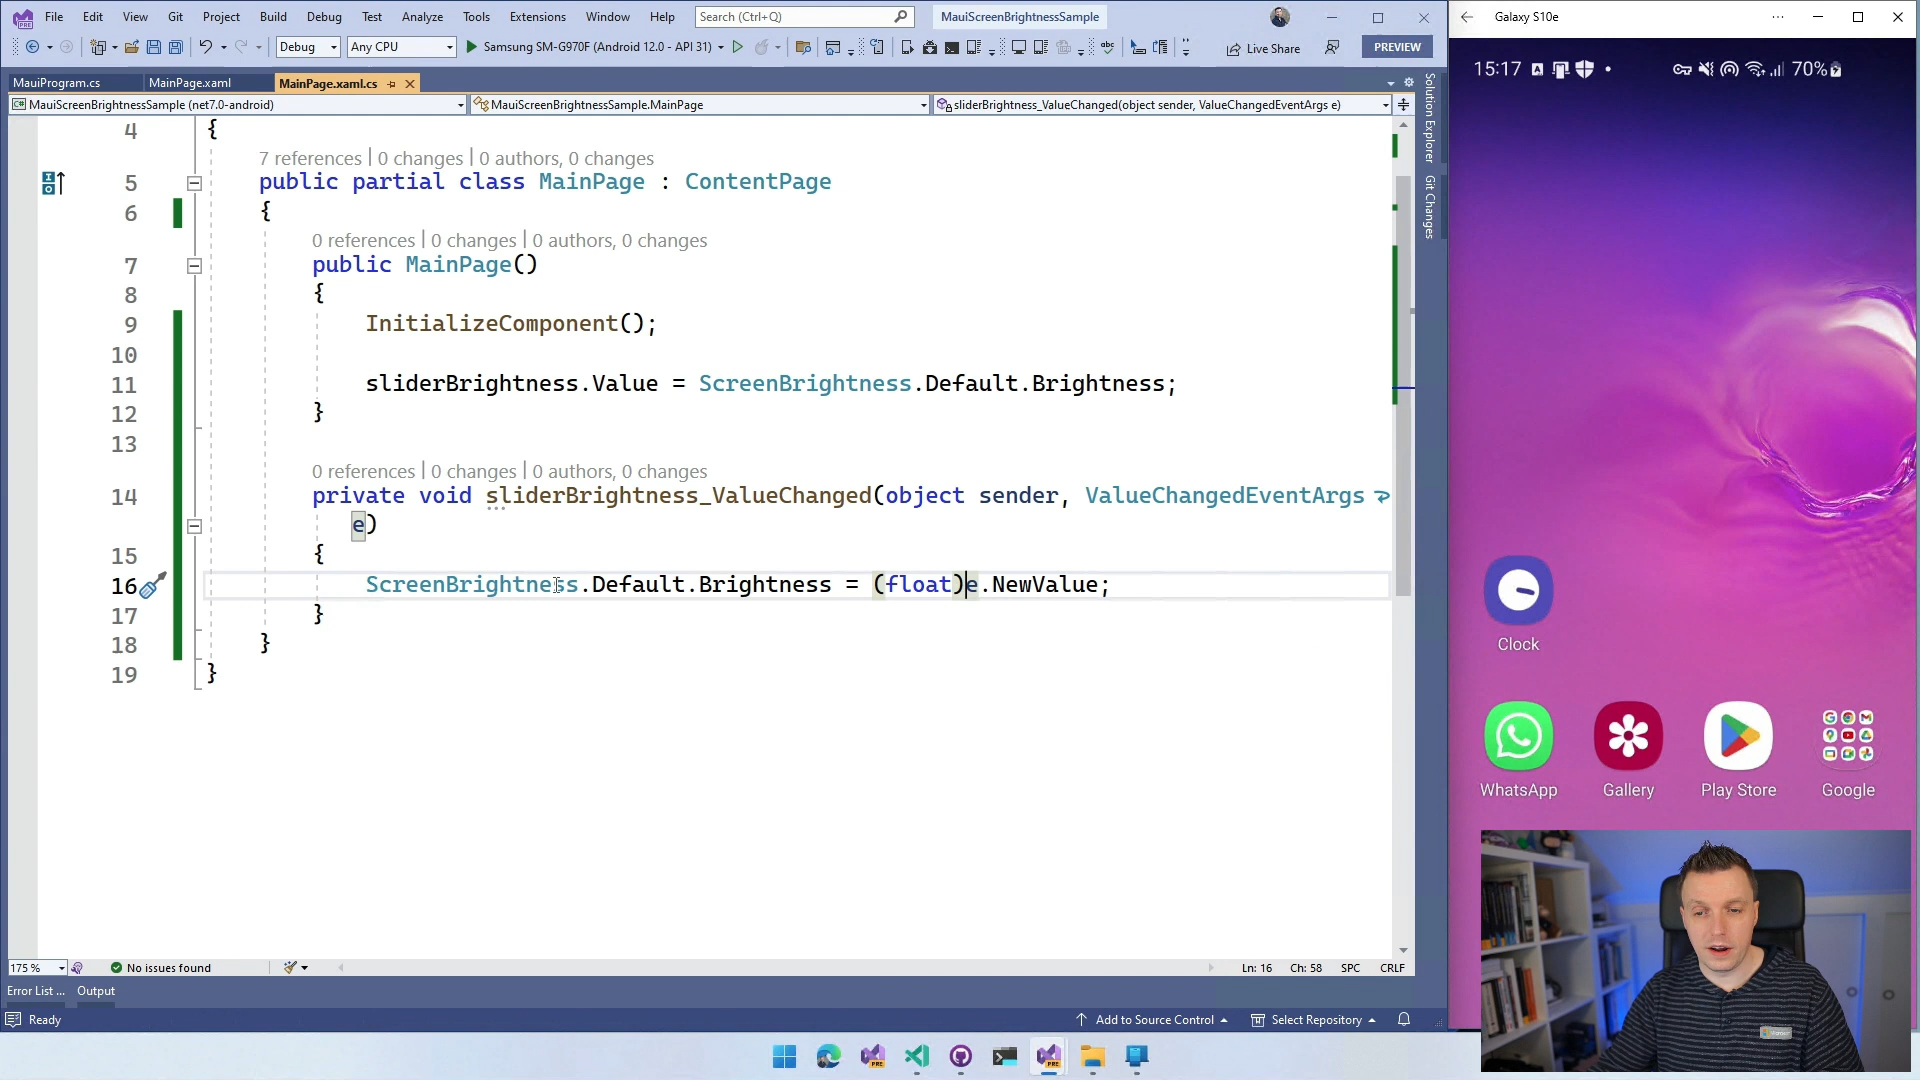 File Edit View Git Project Build Debug Test Analyze Tools Extensions Window Help Search (Ctrl+Q) MauiScreenBrightnessSample
Debug Any CPU Samsung SM-G970F (Android 12.0 - API 31) Live Share PREVIEW
MauiProgram.cs MainPage.xaml MainPage.xaml.cs
MauiScreenBrightnessSample (net7.0-android) MauiScreenBrightnessSample.MainPage sliderBrightness_ValueChanged(object sender, ValueChangedEventArgs e)
4 {
7 references | 0 changes | 0 authors, 0 changes
5 public partial class MainPage : ContentPage
6 {
0 references | 0 changes | 0 authors, 0 changes
7 public MainPage()
8 {
9 InitializeComponent();
10
11 sliderBrightness.Value = ScreenBrightness.Default.Brightness;
12 }
13
0 references | 0 changes | 0 authors, 0 changes
14 private void sliderBrightness_ValueChanged(object sender, ValueChangedEventArgs
e)
15 {
16 ScreenBrightness.Default.Brightness = (float)e.NewValue;
17 }
18 }
19 }
175 % No issues found Ln: 16 Ch: 58 SPC CRLF
Error List ... Output
Ready Add to Source Control Select Repository
Solution Explorer
Git Changes
Galaxy S10e
15:17 70%
Clock
WhatsApp Gallery Play Store Google